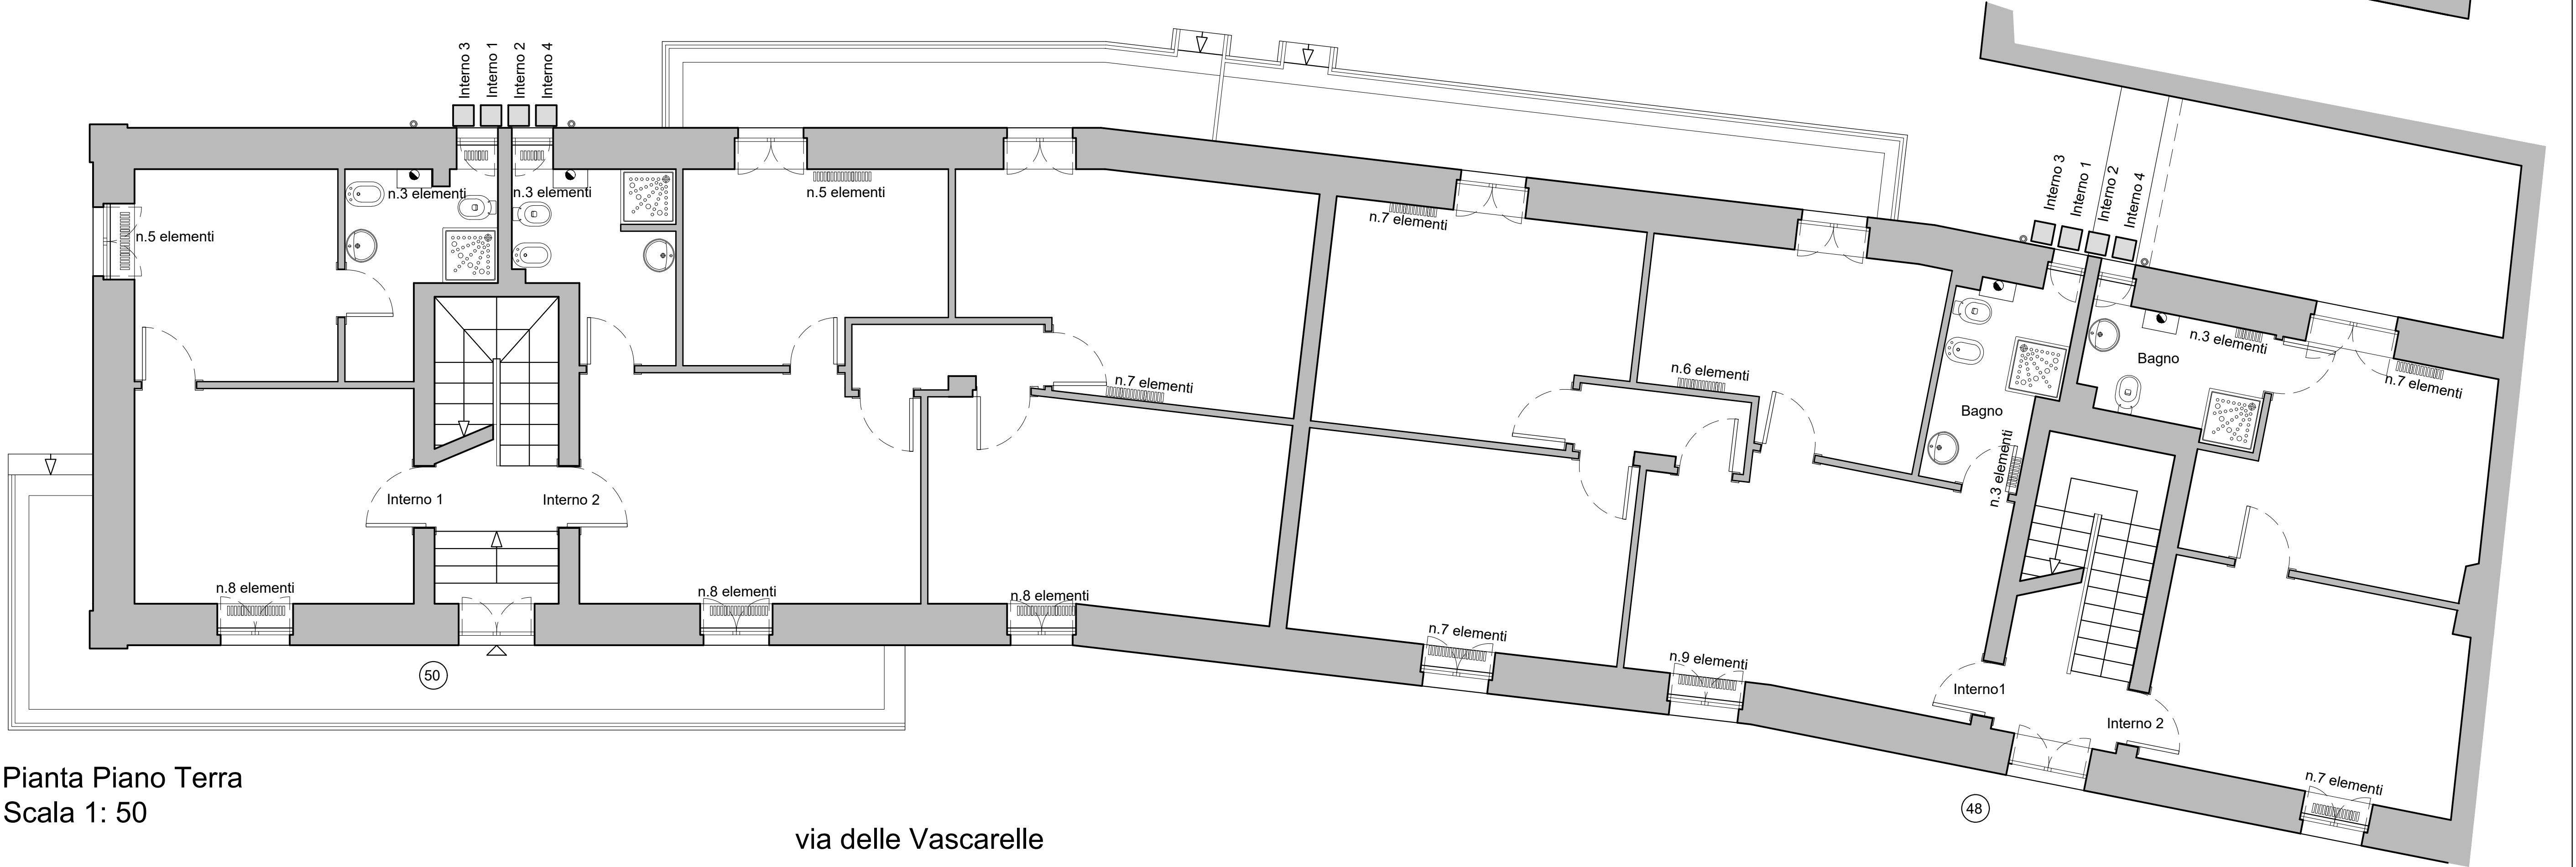 Interno 3
Interno 1
Interno 2
Interno 4
n.3 elementi
n.3 elementi
n.5 elementi
n.5 elementi
n.7 elementi
Interno 1
Interno 2
n.8 elementi
n.8 elementi
n.8 elementi
50
n.7 elementi
n.6 elementi
n.7 elementi
n.9 elementi
Interno 3
Interno 1
Interno 2
Interno 4
Bagno
n.3 elementi
Bagno
n.3 elementi
n.7 elementi
Interno1
Interno 2
n.7 elementi
48
Pianta Piano Terra
Scala 1: 50
via delle Vascarelle